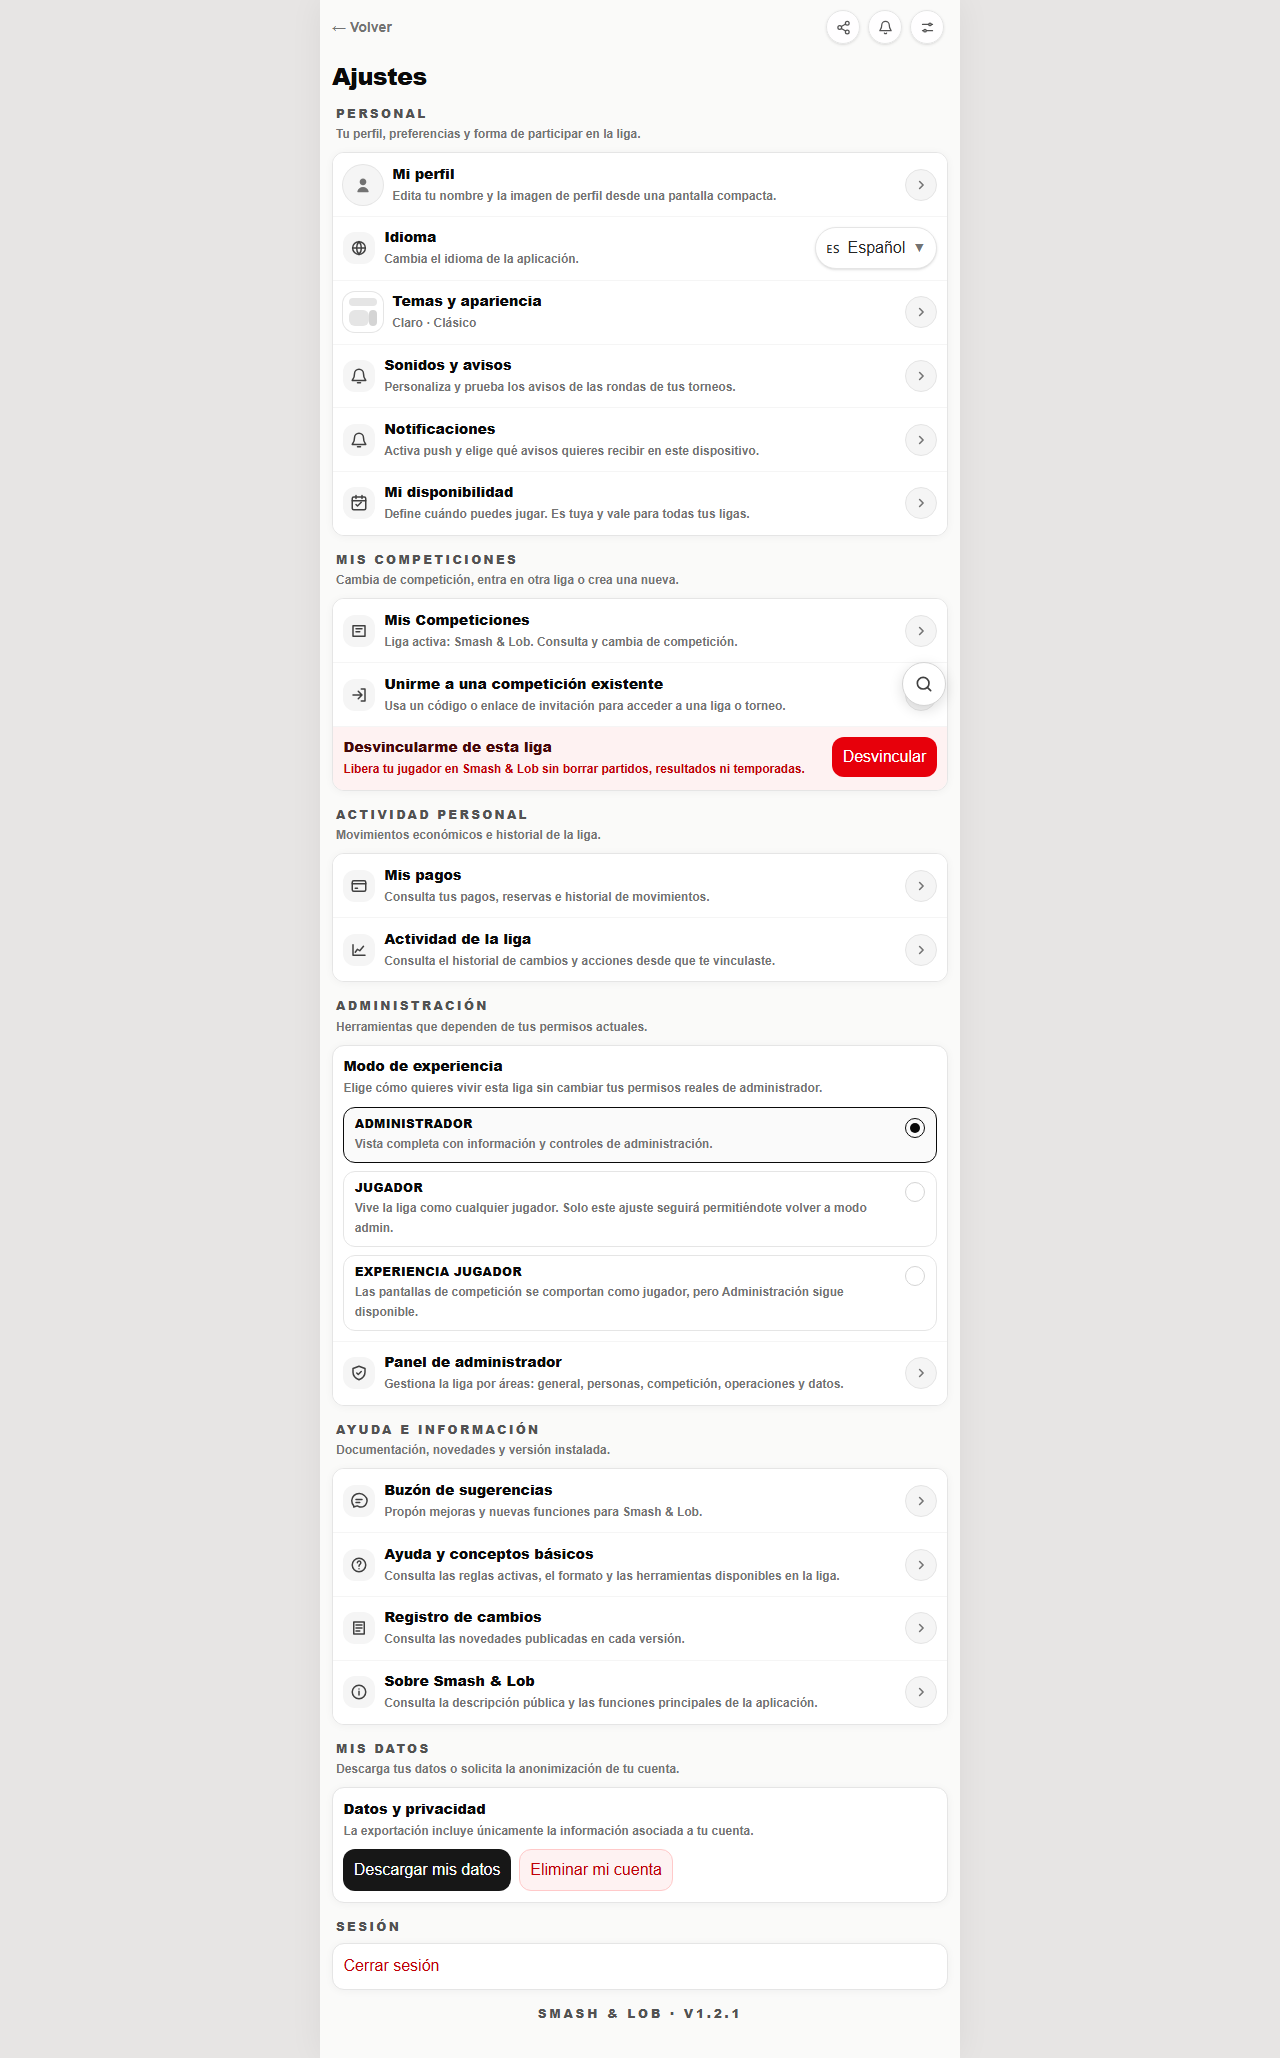 ← Volver
Ajustes
PERSONAL
Tu perfil, preferencias y forma de participar en la liga.
Mi perfil
Edita tu nombre y la imagen de perfil desde una pantalla compacta.
Idioma
Cambia el idioma de la aplicación.
ES Español ▼
Temas y apariencia
Claro · Clásico
Sonidos y avisos
Personaliza y prueba los avisos de las rondas de tus torneos.
Notificaciones
Activa push y elige qué avisos quieres recibir en este dispositivo.
Mi disponibilidad
Define cuándo puedes jugar. Es tuya y vale para todas tus ligas.
MIS COMPETICIONES
Cambia de competición, entra en otra liga o crea una nueva.
Mis Competiciones
Liga activa: Smash & Lob. Consulta y cambia de competición.
Unirme a una competición existente
Usa un código o enlace de invitación para acceder a una liga o torneo.
Desvincularme de esta liga
Libera tu jugador en Smash & Lob sin borrar partidos, resultados ni temporadas.
Desvincular
ACTIVIDAD PERSONAL
Movimientos económicos e historial de la liga.
Mis pagos
Consulta tus pagos, reservas e historial de movimientos.
Actividad de la liga
Consulta el historial de cambios y acciones desde que te vinculaste.
ADMINISTRACIÓN
Herramientas que dependen de tus permisos actuales.
Modo de experiencia
Elige cómo quieres vivir esta liga sin cambiar tus permisos reales de administrador.
ADMINISTRADOR
Vista completa con información y controles de administración.
JUGADOR
Vive la liga como cualquier jugador. Solo este ajuste seguirá permitiéndote volver a modo
admin.
EXPERIENCIA JUGADOR
Las pantallas de competición se comportan como jugador, pero Administración sigue
disponible.
Panel de administrador
Gestiona la liga por áreas: general, personas, competición, operaciones y datos.
AYUDA E INFORMACIÓN
Documentación, novedades y versión instalada.
Buzón de sugerencias
Propón mejoras y nuevas funciones para Smash & Lob.
Ayuda y conceptos básicos
Consulta las reglas activas, el formato y las herramientas disponibles en la liga.
Registro de cambios
Consulta las novedades publicadas en cada versión.
Sobre Smash & Lob
Consulta la descripción pública y las funciones principales de la aplicación.
MIS DATOS
Descarga tus datos o solicita la anonimización de tu cuenta.
Datos y privacidad
La exportación incluye únicamente la información asociada a tu cuenta.
Descargar mis datos
Eliminar mi cuenta
SESIÓN
Cerrar sesión
SMASH & LOB · V1.2.1